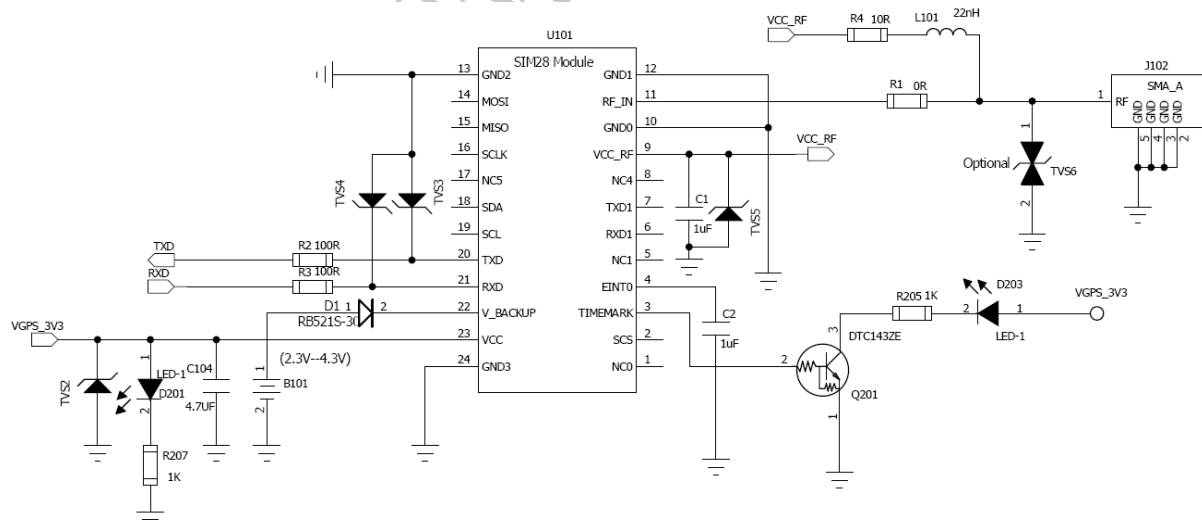 VCC_RF
R4 10R
L101
22nH
U101
SIM28 Module
13 GND2
GND1 12
14 MOSI
RF_IN 11
15 MISO
GND0 10
16 SCLK
VCC_RF 9
17 NC5
NC4 8
18 SDA
TXD1 7
19 SCL
RXD1 6
20 TXD
NC1 5
21 RXD
EINT0 4
22 V_BACKUP
TIMEMARK 3
23 VCC
SCS 2
24 GND3
NC0 1
R1 0R
J102
SMA_A
1 RF
GND
GND
GND
GND
5
4
3
2
VCC_RF
C1
1uF
TVS5
Optional
1
2
TVS6
TVS4
TVS3
TXD
R2 100R
RXD
R3 100R
D1 1 2
RB521S-30
VGPS_3V3
(2.3V--4.3V)
TVS2
1
LED-1
D201
2
C104
4.7UF
1
B101
2
R207
1K
C2
1uF
D203
R205 1K
2
1
LED-1
VGPS_3V3
3
DTC143ZE
2
Q201
1